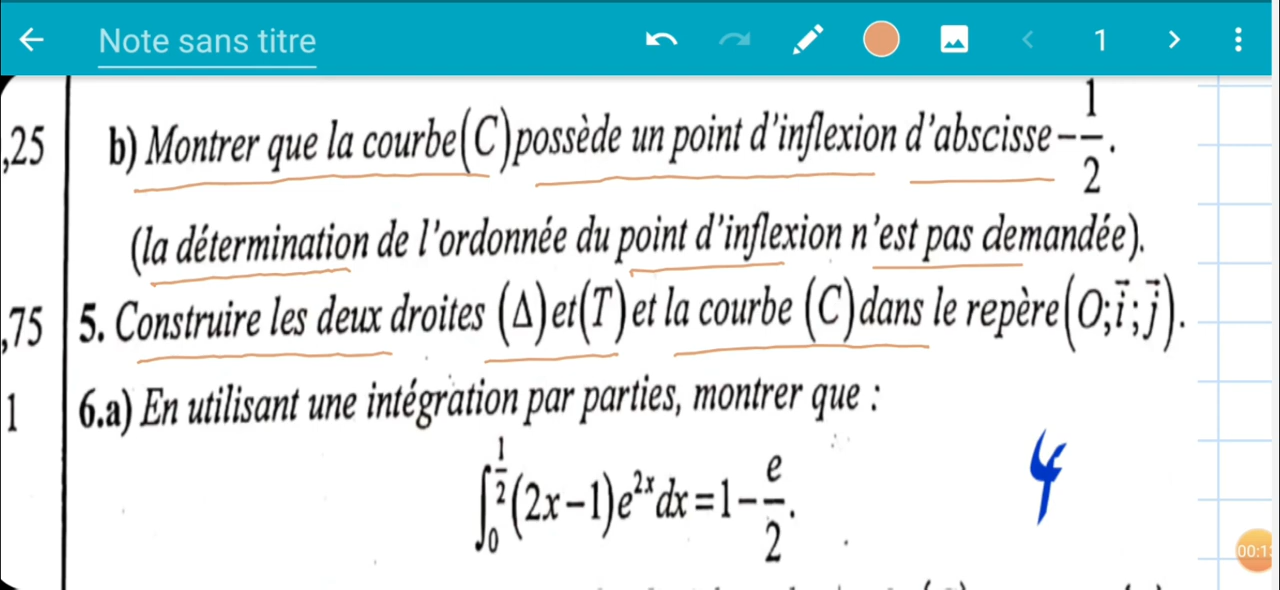 Note sans titre
1
,25 b) Montrer que la courbe (C) possède un point d'inflexion d'abscisse -1/2.
(la détermination de l'ordonnée du point d'inflexion n'est pas demandée).
,75 5. Construire les deux droites (Δ) et (T) et la courbe (C) dans le repère (O; i⃗; j⃗).
1 6.a) En utilisant une intégration par parties, montrer que :
∫₀^{1/2} (2x-1)e^{2x} dx = 1 - e/2.
4